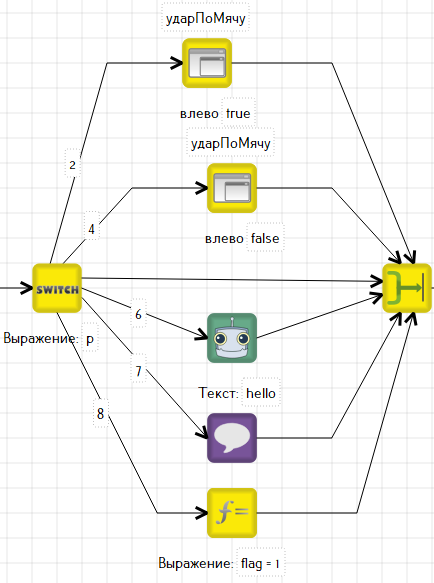 ударПоМячу
2
влево true
ударПоМячу
4
влево false
SWITCH
6
Выражение: p
7
Текст: hello
8
f=
Выражение: flag = 1